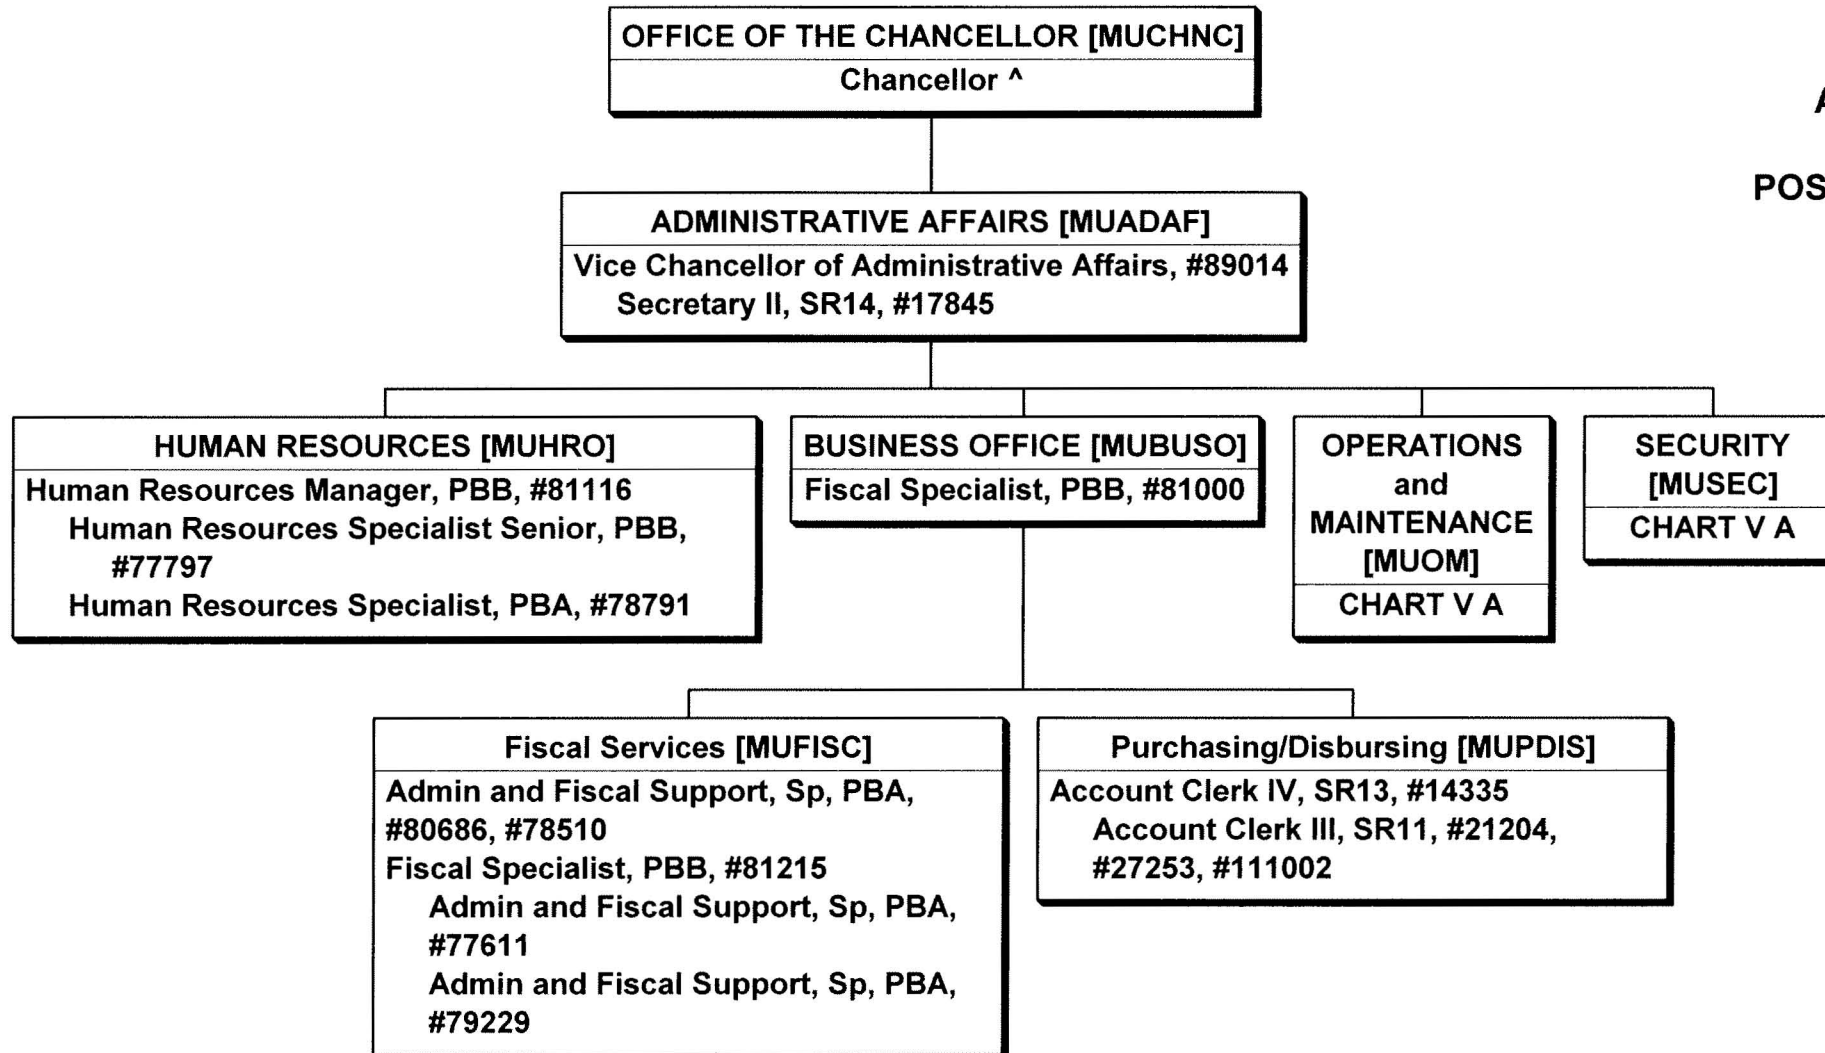 OFFICE OF THE CHANCELLOR [MUCHNC]
Chancellor ^
A
POS
ADMINISTRATIVE AFFAIRS [MUADAF]
Vice Chancellor of Administrative Affairs, #89014
Secretary II, SR14, #17845
HUMAN RESOURCES [MUHRO]
Human Resources Manager, PBB, #81116
Human Resources Specialist Senior, PBB,
#77797
Human Resources Specialist, PBA, #78791
BUSINESS OFFICE [MUBUSO]
Fiscal Specialist, PBB, #81000
OPERATIONS
and
MAINTENANCE
[MUOM]
CHART V A
SECURITY
[MUSEC]
CHART V A
Fiscal Services [MUFISC]
Admin and Fiscal Support, Sp, PBA,
#80686, #78510
Fiscal Specialist, PBB, #81215
Admin and Fiscal Support, Sp, PBA,
#77611
Admin and Fiscal Support, Sp, PBA,
#79229
Purchasing/Disbursing [MUPDIS]
Account Clerk IV, SR13, #14335
Account Clerk III, SR11, #21204,
#27253, #111002